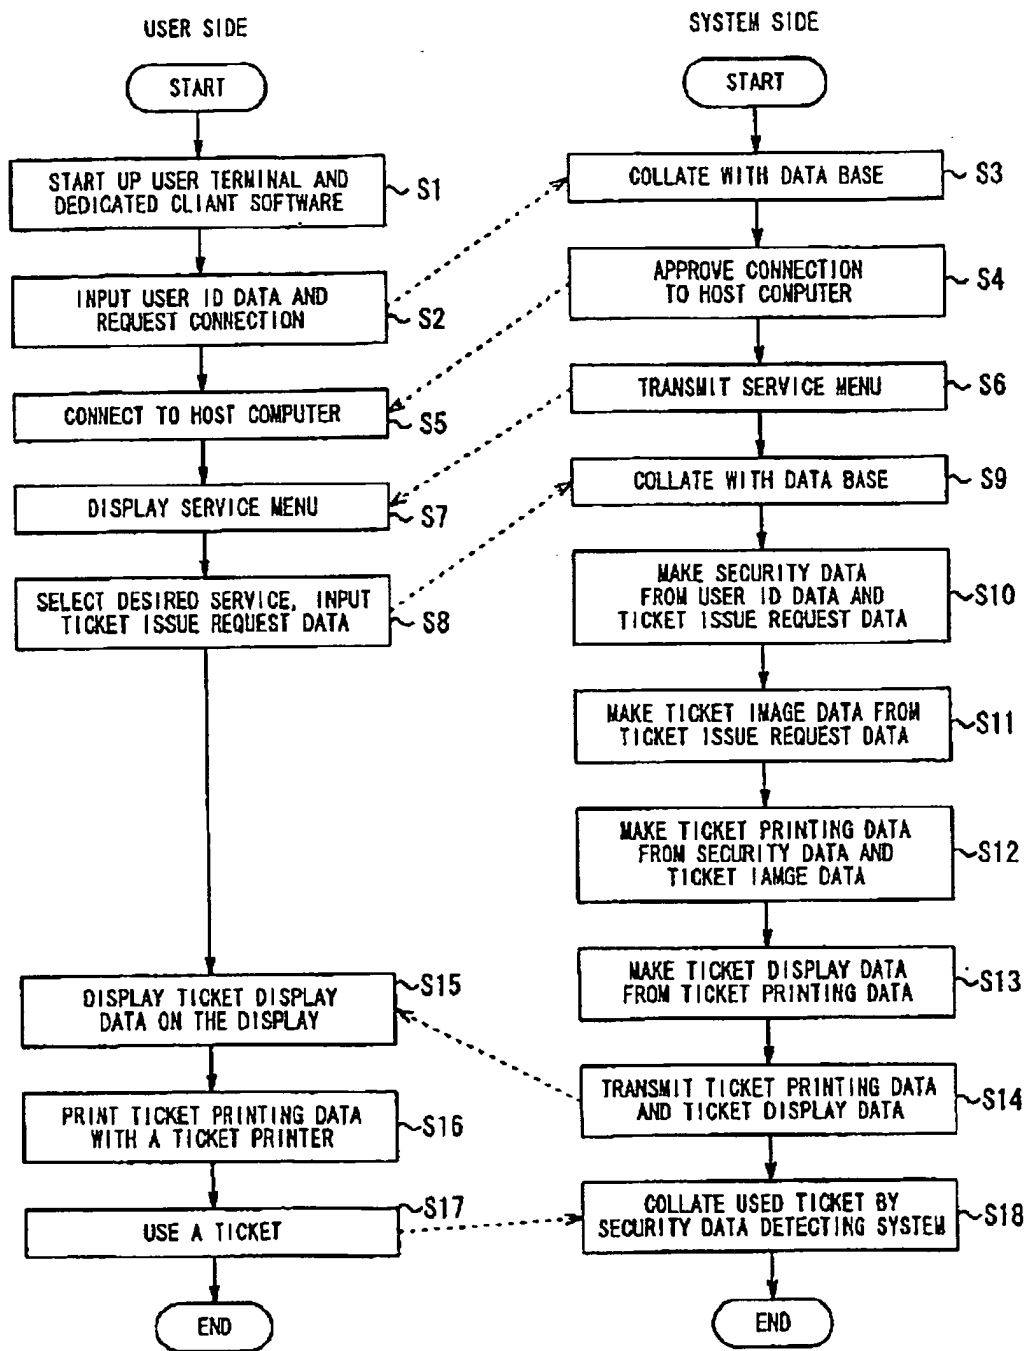 USER SIDE
START
START UP USER TERMINAL AND
DEDICATED CLIENT SOFTWARE
S1
INPUT USER ID DATA AND
REQUEST CONNECTION
S2
CONNECT TO HOST COMPUTER
S5
DISPLAY SERVICE MENU
S7
SELECT DESIRED SERVICE, INPUT
TICKET ISSUE REQUEST DATA
S8
DISPLAY TICKET DISPLAY
DATA ON THE DISPLAY
S15
PRINT TICKET PRINTING DATA
WITH A TICKET PRINTER
S16
USE A TICKET
S17
END
SYSTEM SIDE
START
COLLATE WITH DATA BASE
S3
APPROVE CONNECTION
TO HOST COMPUTER
S4
TRANSMIT SERVICE MENU
S6
COLLATE WITH DATA BASE
S9
MAKE SECURITY DATA
FROM USER ID DATA AND
TICKET ISSUE REQUEST DATA
S10
MAKE TICKET IMAGE DATA FROM
TICKET ISSUE REQUEST DATA
S11
MAKE TICKET PRINTING DATA
FROM SECURITY DATA AND
TICKET IAMGE DATA
S12
MAKE TICKET DISPLAY DATA
FROM TICKET PRINTING DATA
S13
TRANSMIT TICKET PRINTING DATA
AND TICKET DISPLAY DATA
S14
COLLATE USED TICKET BY
SECURITY DATA DETECTING SYSTEM
S18
END